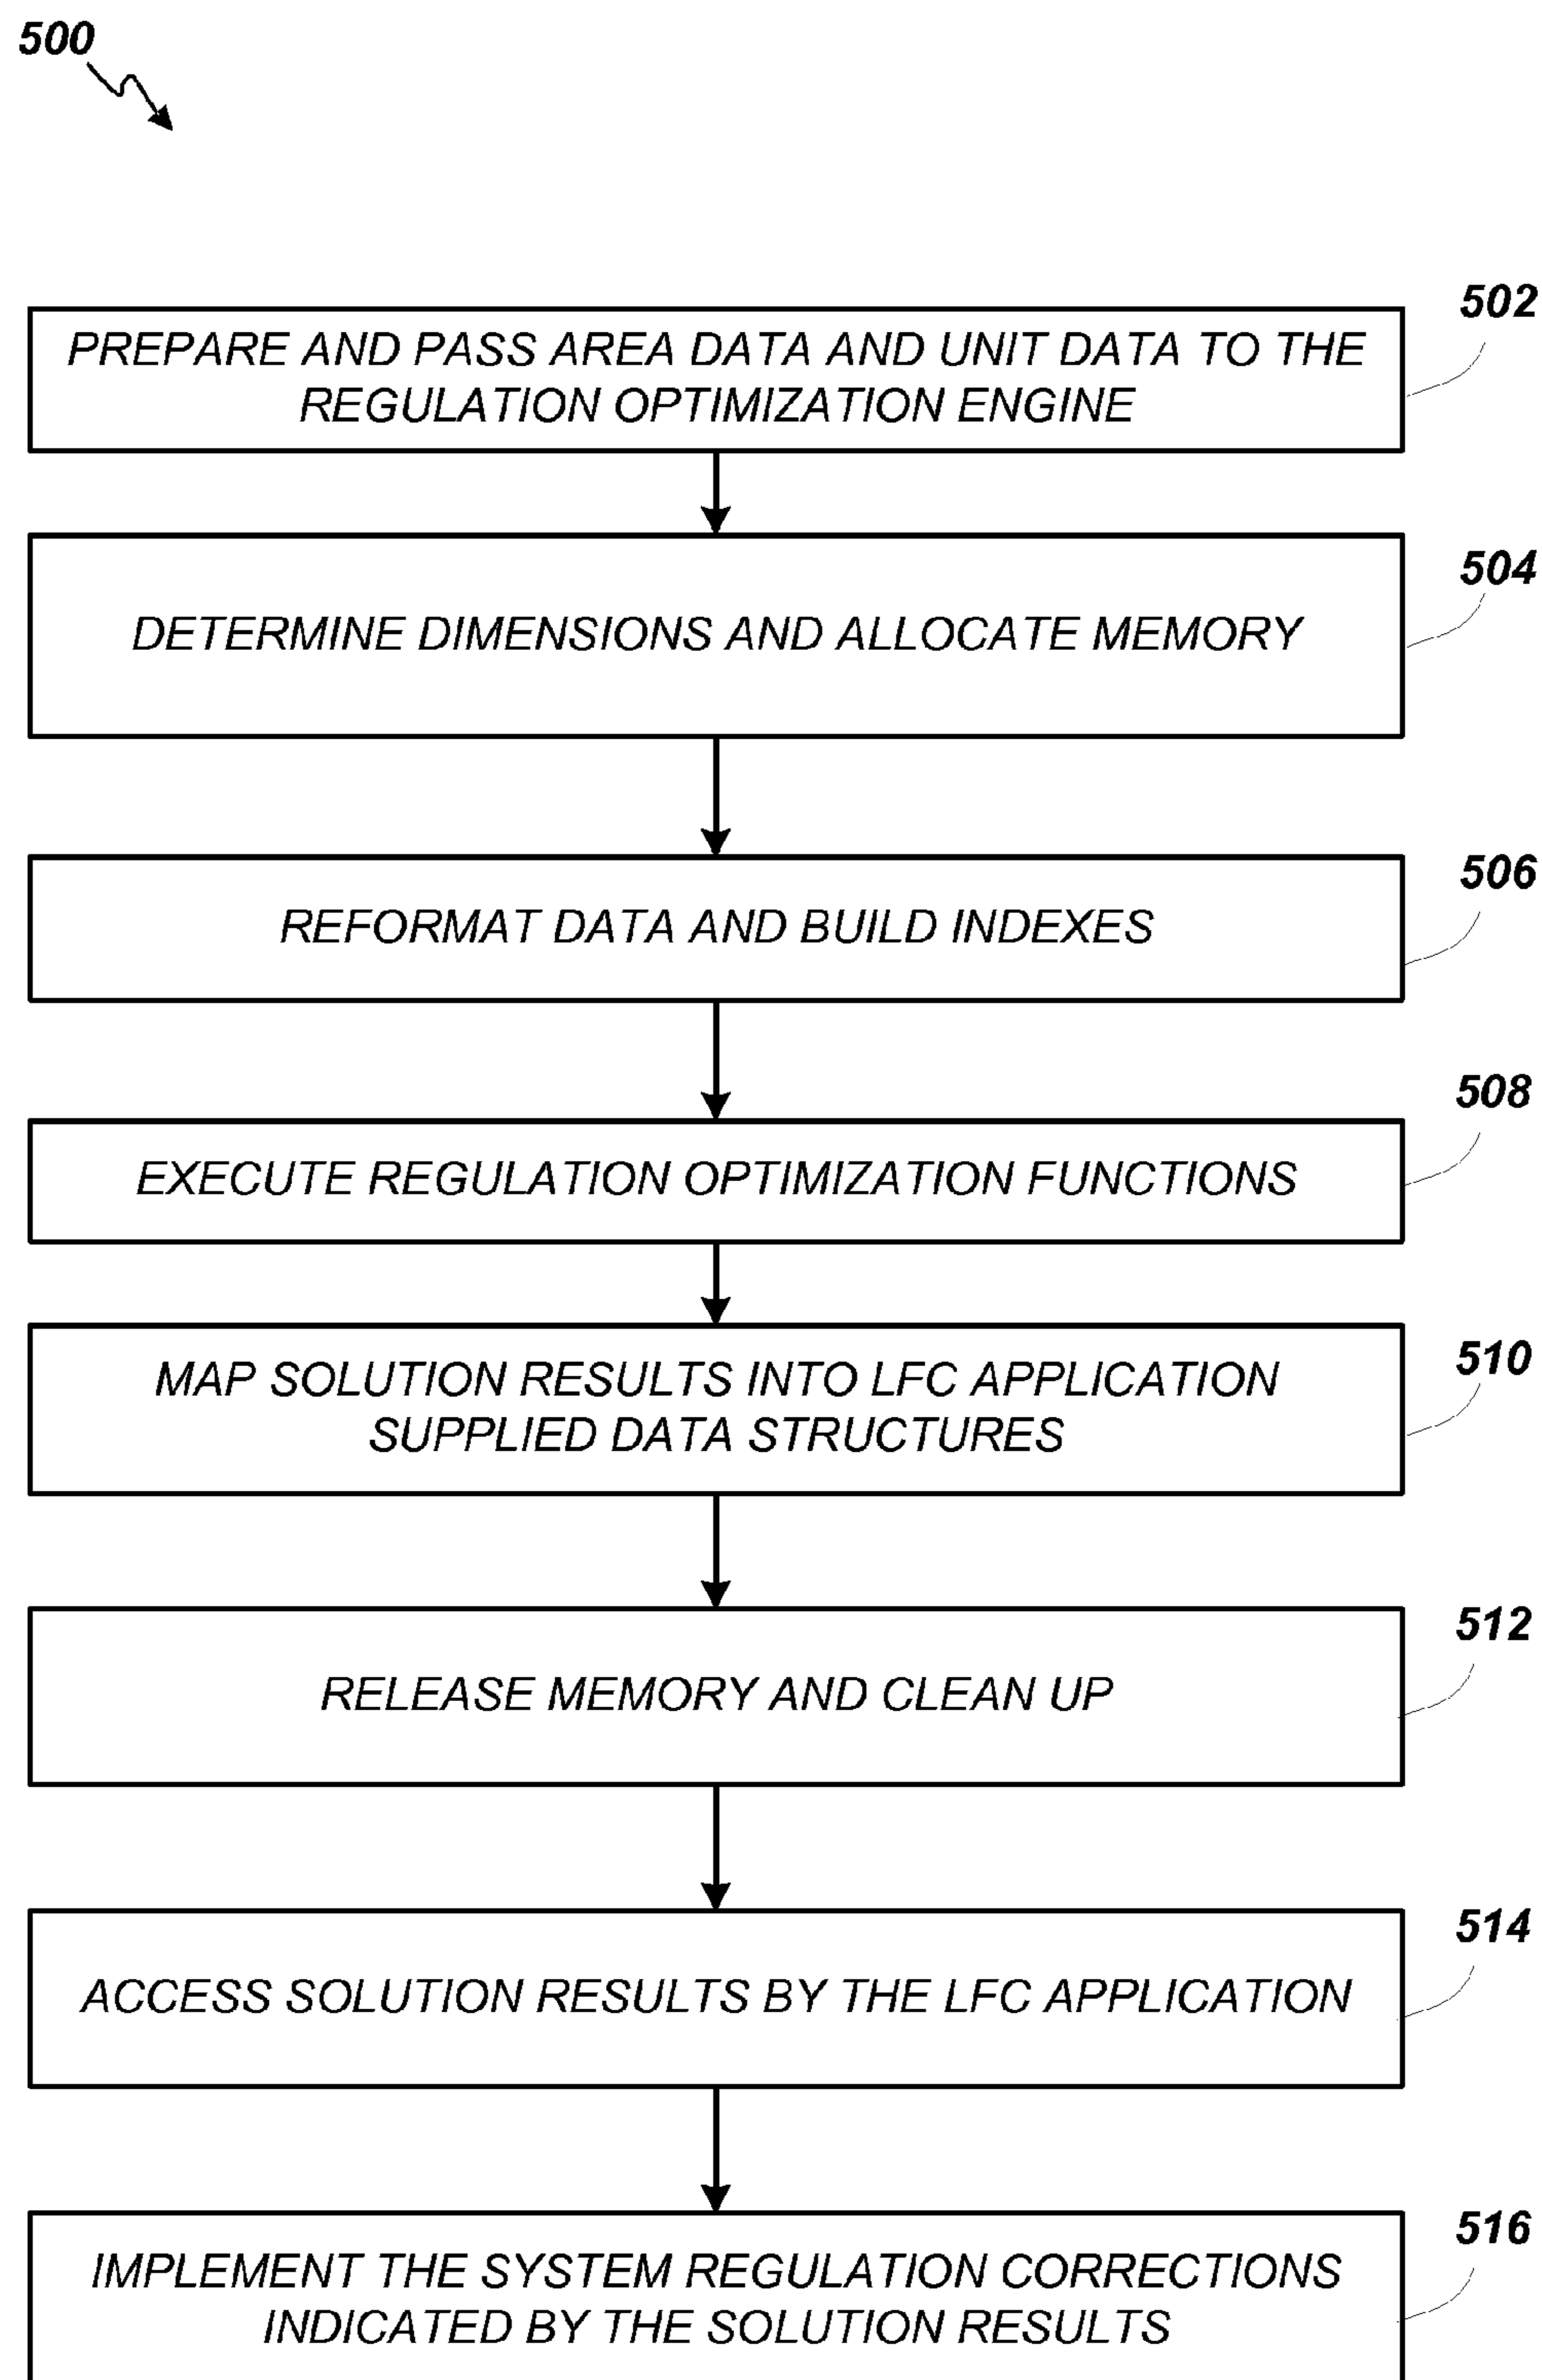 500
502
PREPARE AND PASS AREA DATA AND UNIT DATA TO THE
REGULATION OPTIMIZATION ENGINE
504
DETERMINE DIMENSIONS AND ALLOCATE MEMORY
506
REFORMAT DATA AND BUILD INDEXES
508
EXECUTE REGULATION OPTIMIZATION FUNCTIONS
510
MAP SOLUTION RESULTS INTO LFC APPLICATION
SUPPLIED DATA STRUCTURES
512
RELEASE MEMORY AND CLEAN UP
514
ACCESS SOLUTION RESULTS BY THE LFC APPLICATION
516
IMPLEMENT THE SYSTEM REGULATION CORRECTIONS
INDICATED BY THE SOLUTION RESULTS